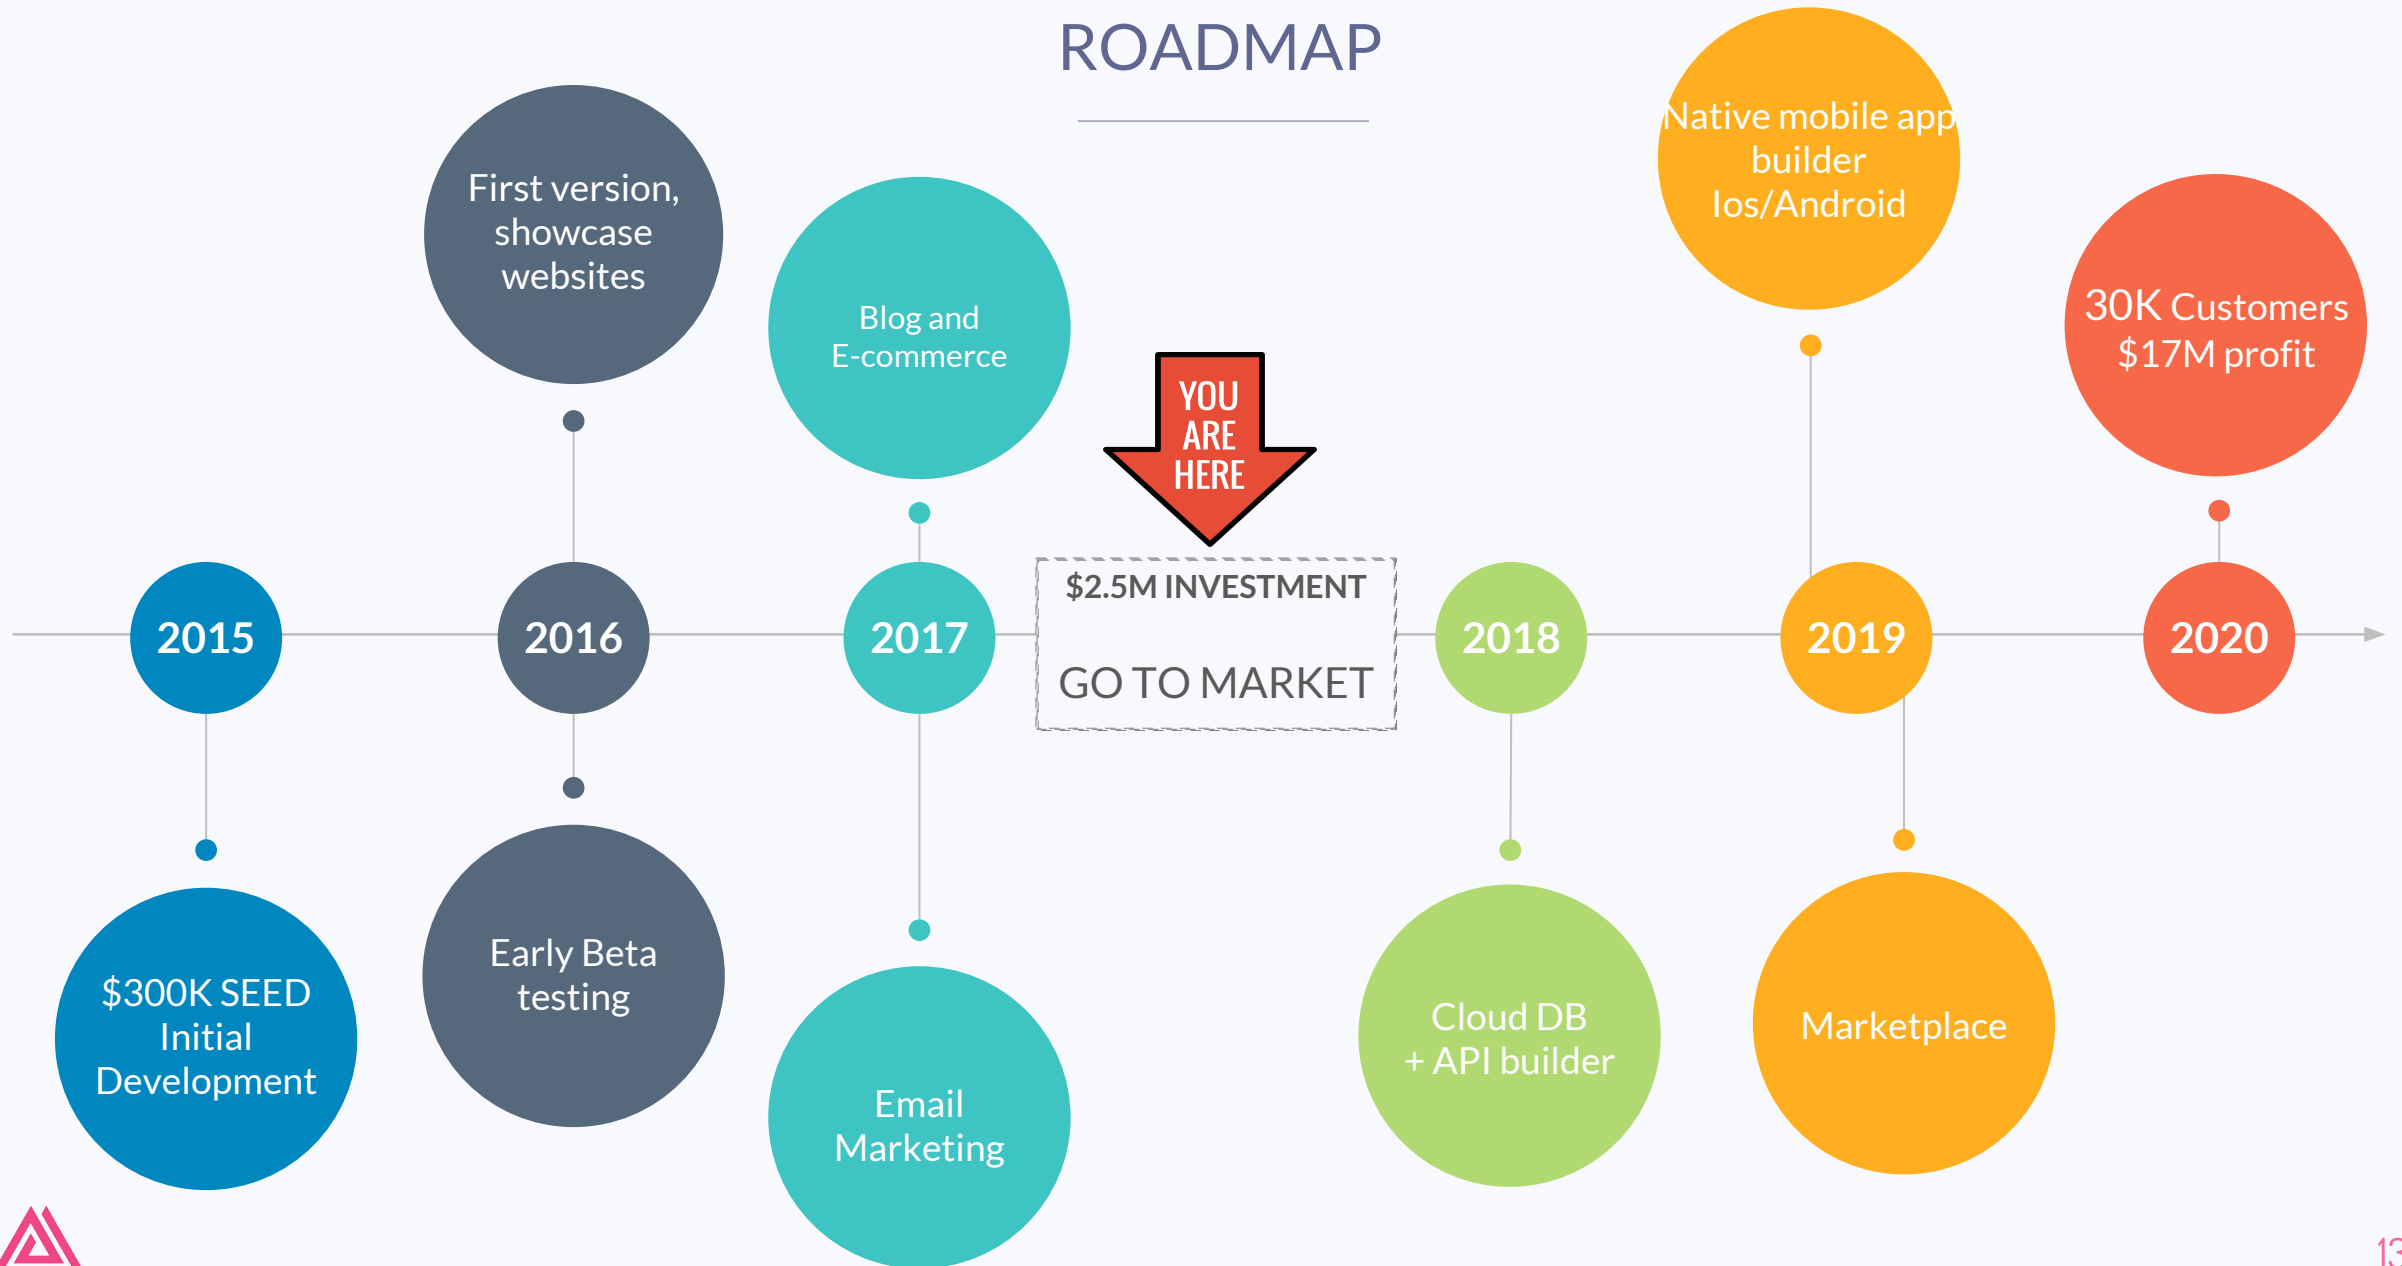 ROADMAP
First version,
showcase
websites
Blog and
E-commerce
Native mobile app
builder
Ios/Android
30K Customers
$17M profit
YOU
ARE
HERE
2015
2016
2017
$2.5M INVESTMENT
GO TO MARKET
2018
2019
2020
$300K SEED
Initial
Development
Early Beta
testing
Email
Marketing
Cloud DB
+ API builder
Marketplace
13